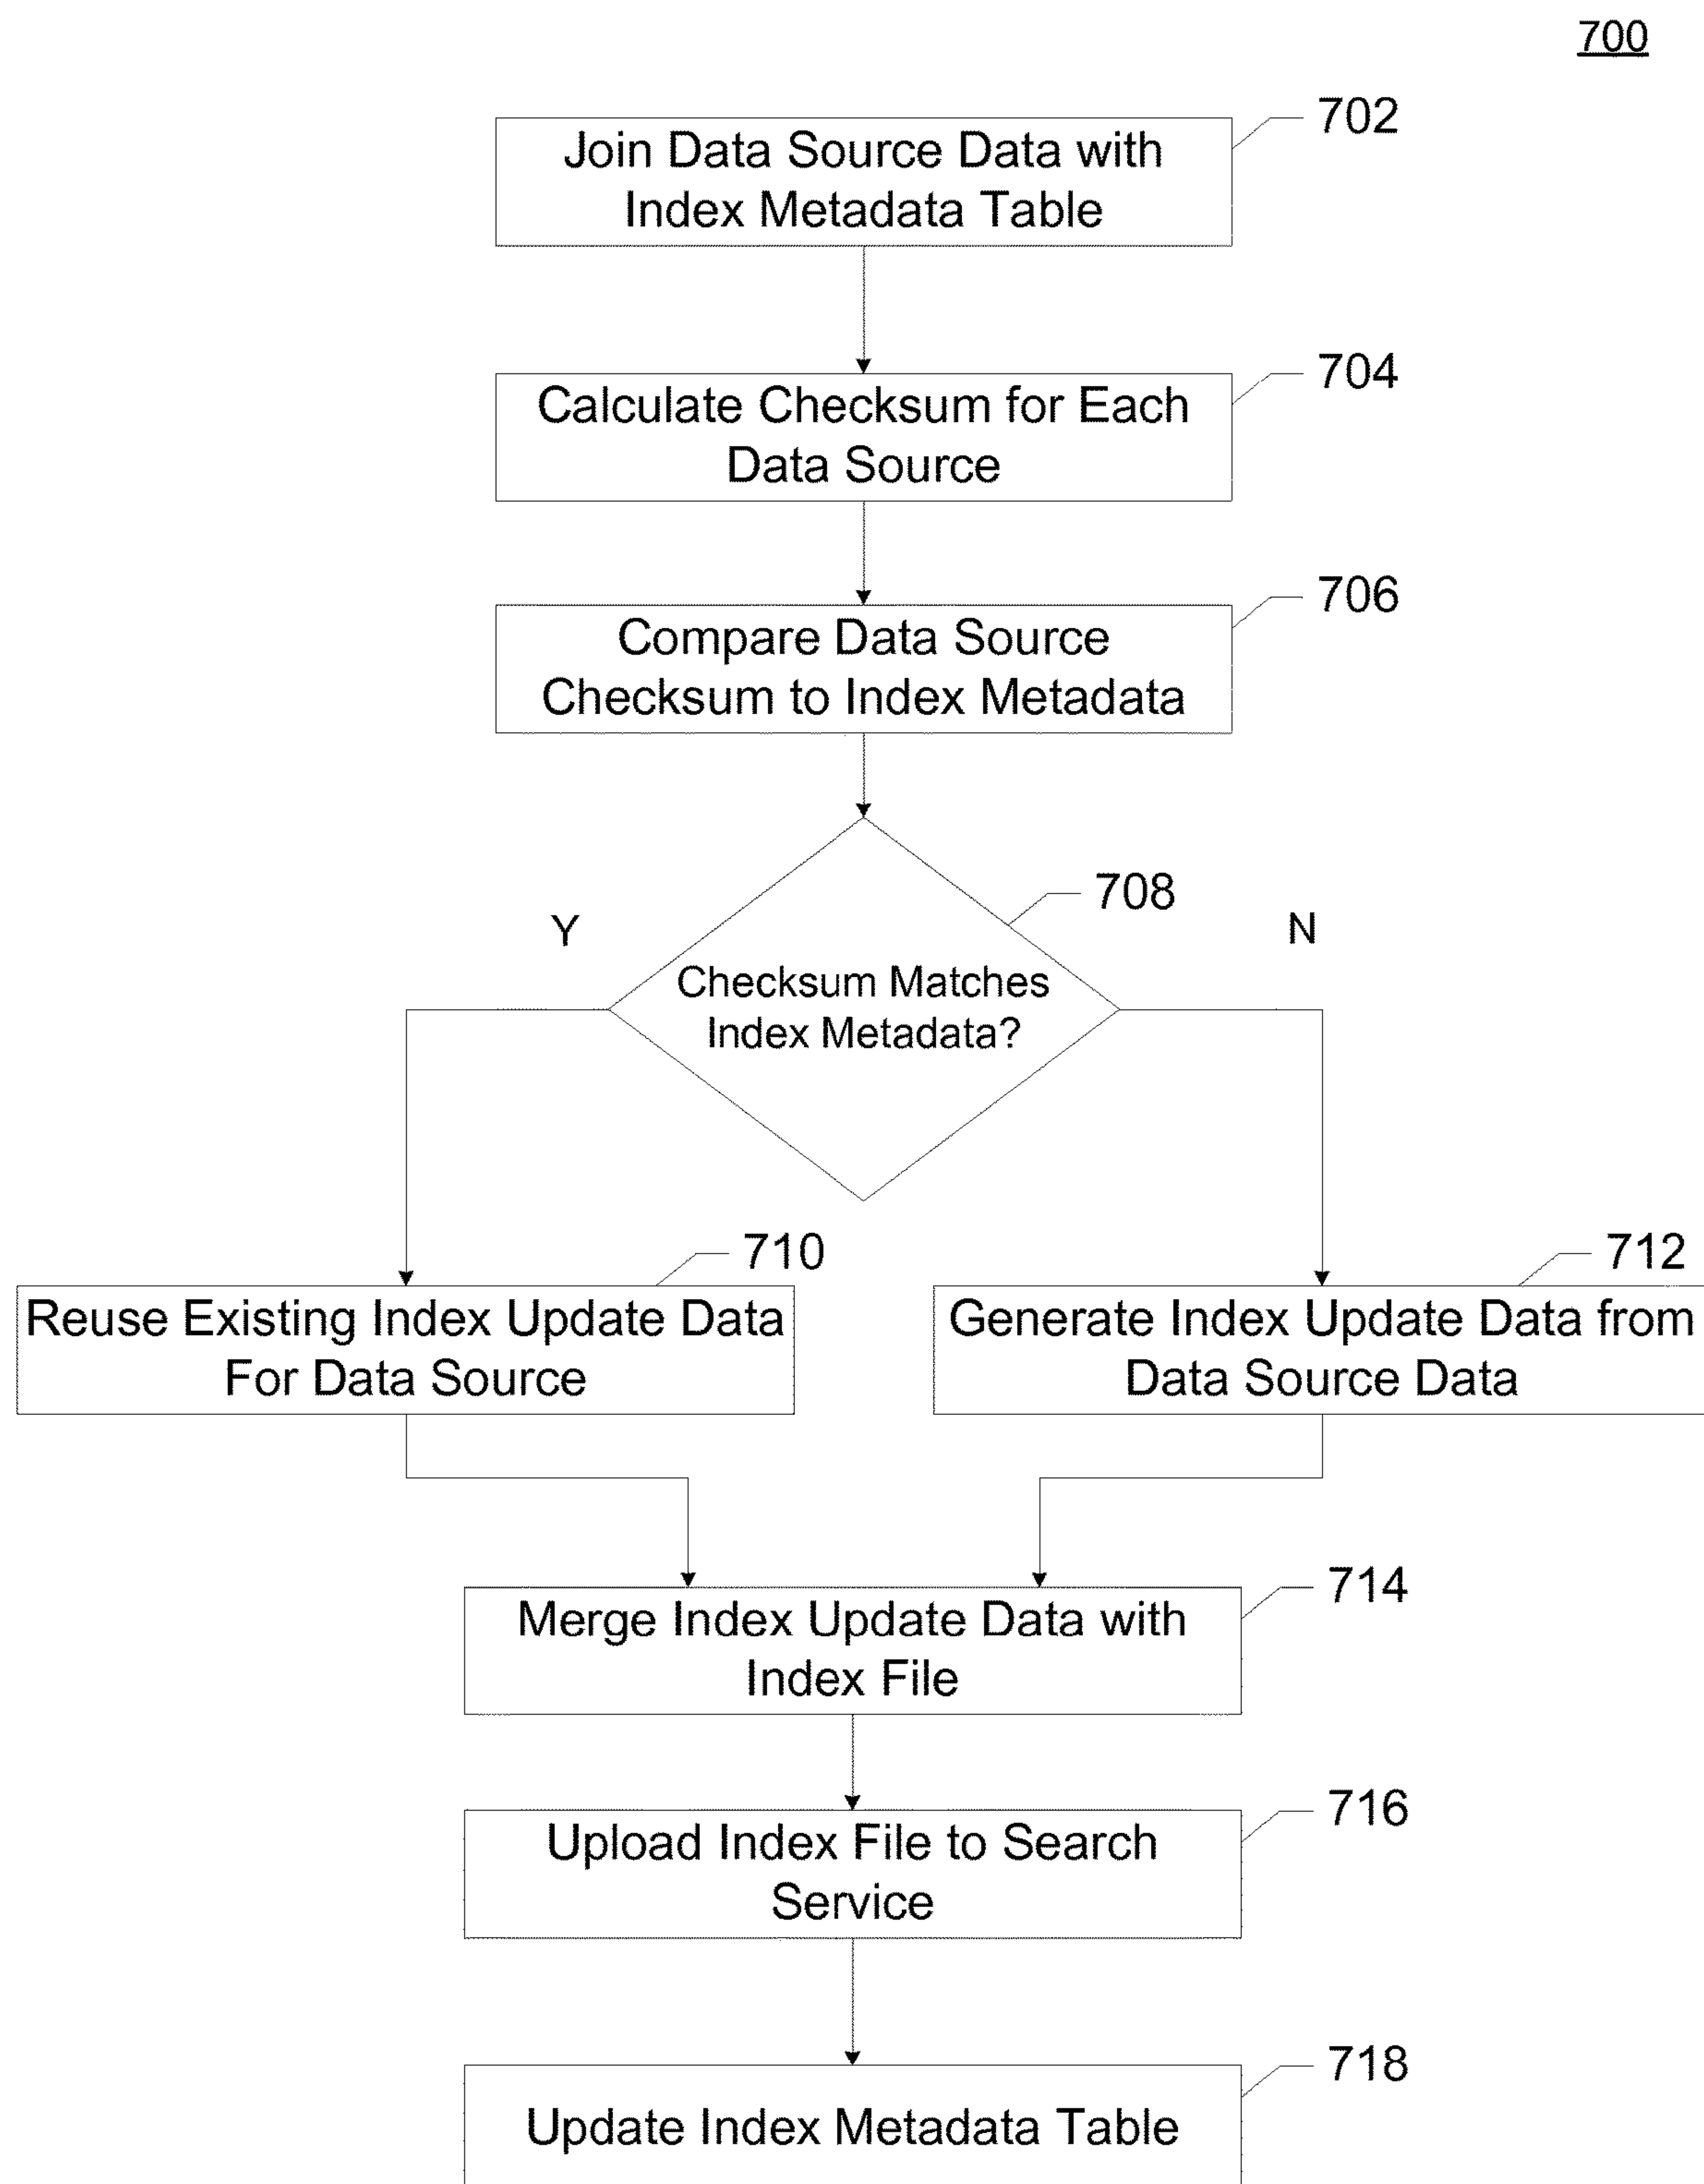 700
702
Join Data Source Data with
Index Metadata Table
704
Calculate Checksum for Each
Data Source
706
Compare Data Source
Checksum to Index Metadata
708
Y
N
Checksum Matches
Index Metadata?
710
712
Reuse Existing Index Update Data
For Data Source
Generate Index Update Data from
Data Source Data
714
Merge Index Update Data with
Index File
716
Upload Index File to Search
Service
718
Update Index Metadata Table